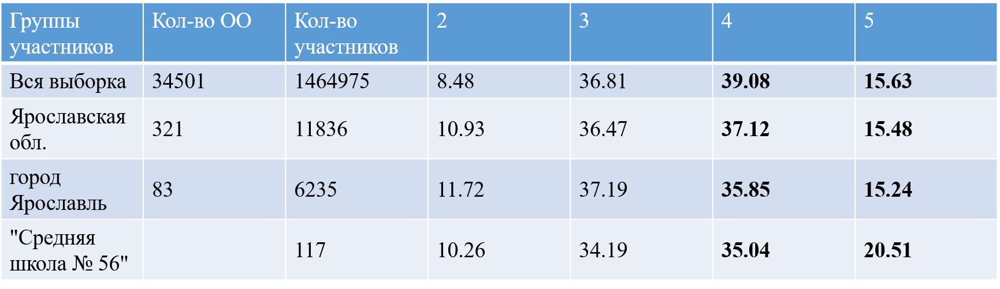 Группы участников Кол-во ОО Кол-во участников 2 3 4 5
Вся выборка 34501 1464975 8.48 36.81 39.08 15.63
Ярославская обл. 321 11836 10.93 36.47 37.12 15.48
город Ярославль 83 6235 11.72 37.19 35.85 15.24
"Средняя школа № 56" 117 10.26 34.19 35.04 20.51